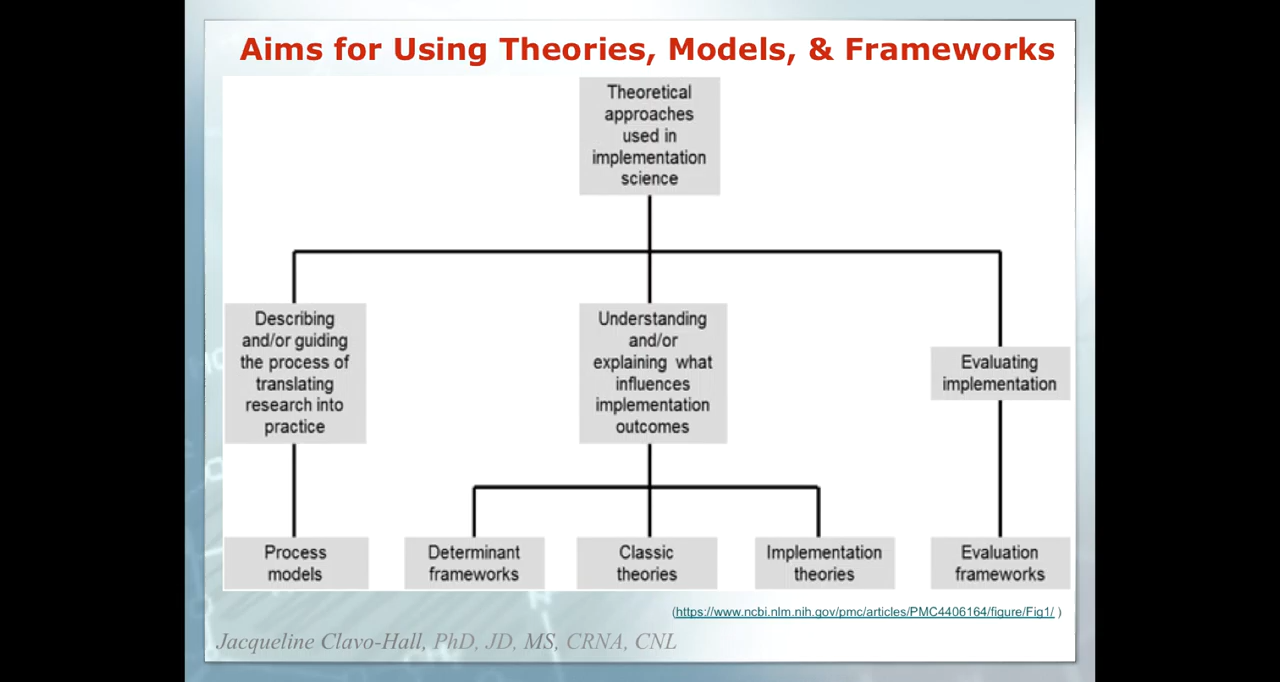 Aims for Using Theories, Models, & Frameworks
Theoretical
approaches
used in
implementation
science
Describing
and/or guiding
the process of
translating
research into
practice
Understanding
and/or
explaining what
influences
implementation
outcomes
Evaluating
implementation
Process
models
Determinant
frameworks
Classic
theories
Implementation
theories
Evaluation
frameworks
(https://www.ncbi.nlm.nih.gov/pmc/articles/PMC4406164/figure/Fig1/ )
Jacqueline Clavo-Hall, PhD, JD, MS, CRNA, CNL